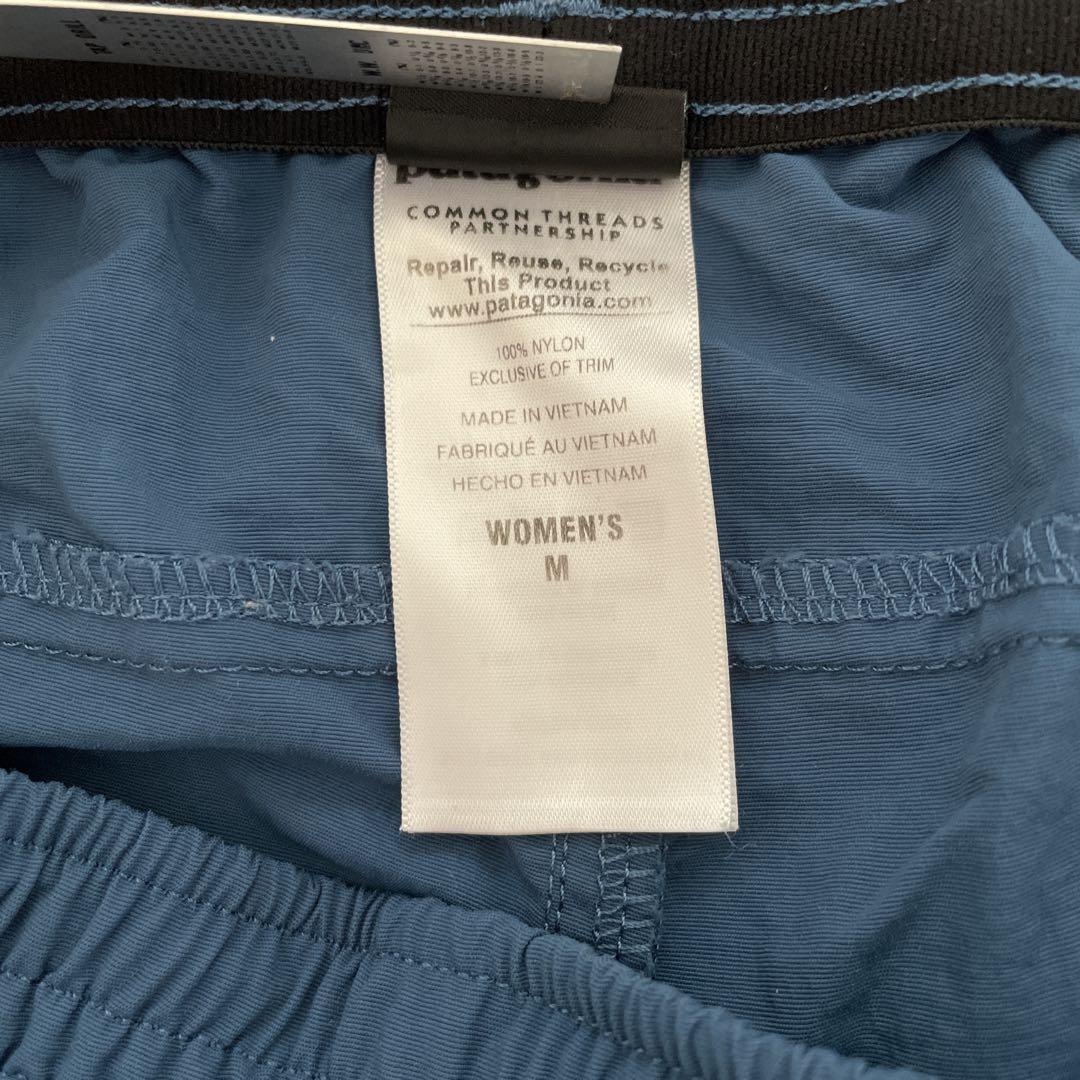 patagonia
COMMON THREADS
PARTNERSHIP
Repair, Reuse, Recycle
This Product
www.patagonia.com
100% NYLON
EXCLUSIVE OF TRIM
MADE IN VIETNAM
FABRIQUÉ AU VIETNAM
HECHO EN VIETNAM
WOMEN'S
M